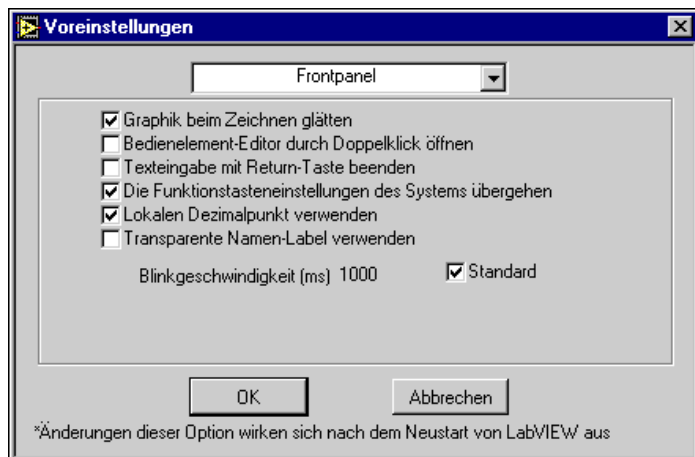 Voreinstellungen
Frontpanel
Graphik beim Zeichnen glätten
Bedienelement-Editor durch Doppelklick öffnen
Texteingabe mit Return-Taste beenden
Die Funktionstasteneinstellungen des Systems übergehen
Lokalen Dezimalpunkt verwenden
Transparente Namen-Label verwenden
Blinkgeschwindigkeit (ms) 1000 Standard
OK Abbrechen
*Änderungen dieser Option wirken sich nach dem Neustart von LabVIEW aus